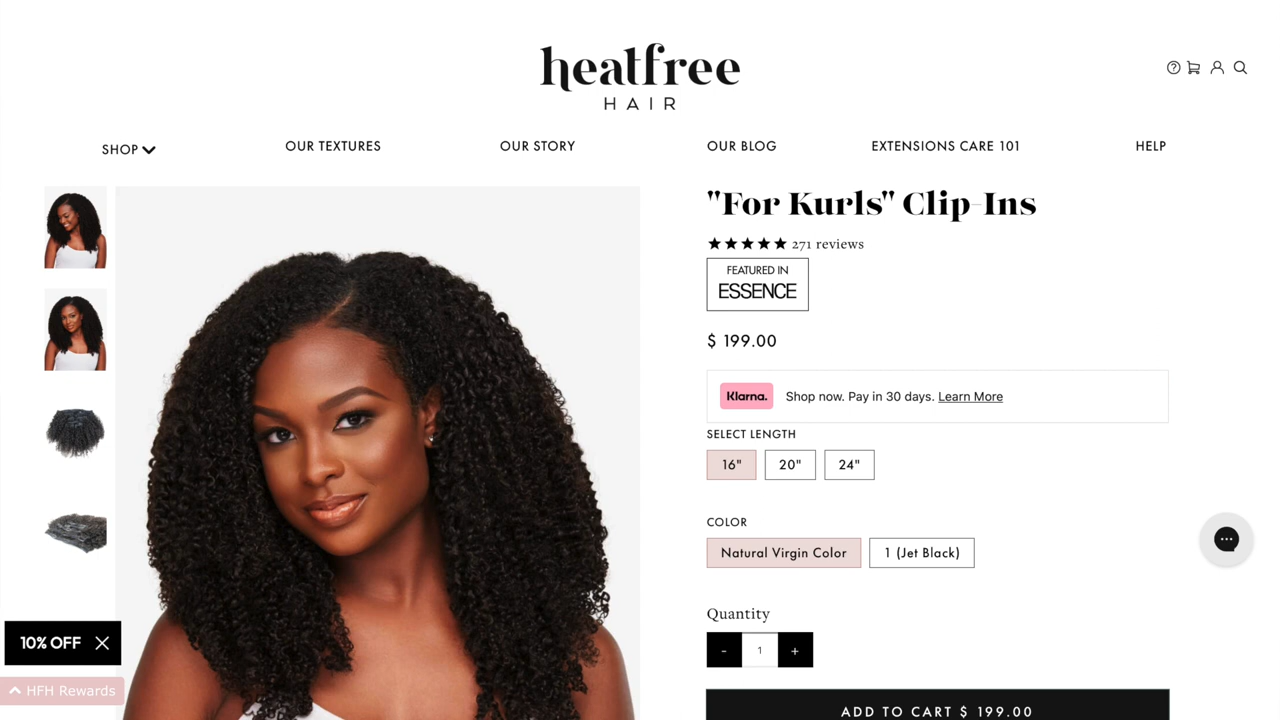 heatfree
HAIR
SHOP
OUR TEXTURES
OUR STORY
OUR BLOG
EXTENSIONS CARE 101
HELP
"For Kurls" Clip-Ins
271 reviews
FEATURED IN
ESSENCE
$ 199.00
Klarna. Shop now. Pay in 30 days. Learn More
SELECT LENGTH
16" 20" 24"
COLOR
Natural Virgin Color 1 (Jet Black)
Quantity
- 1 +
ADD TO CART $ 199.00
10% OFF
HFH Rewards